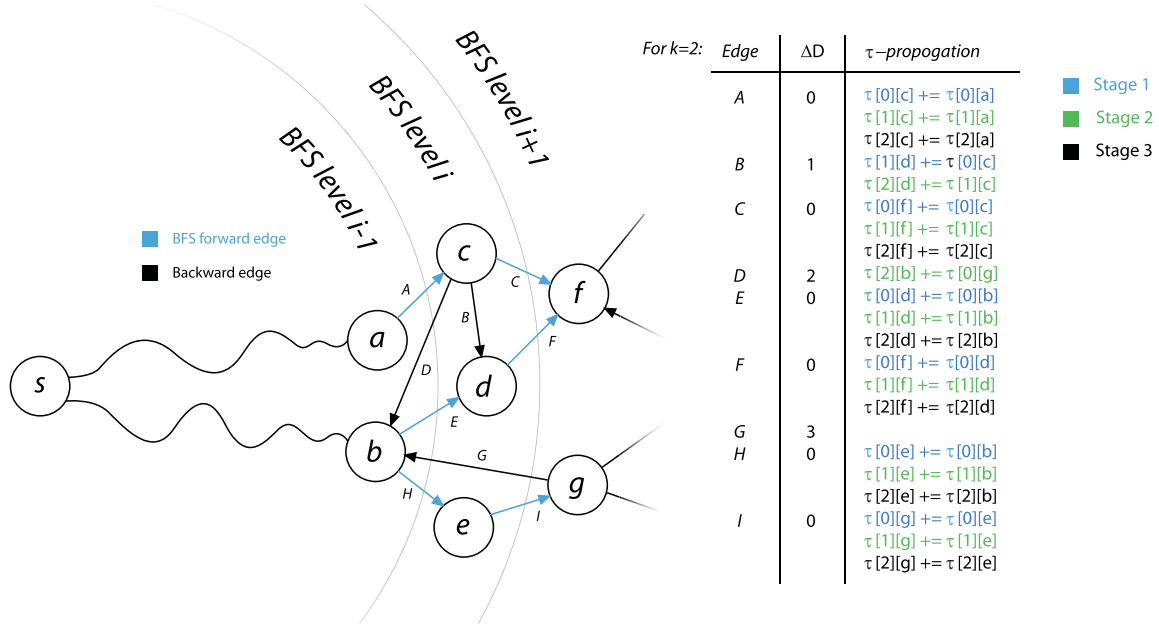 BFS level i-1
BFS level i
BFS level i+1
BFS forward edge
Backward edge
s
a
b
c
d
e
f
g
A
B
C
D
E
F
G
H
I
For k=2:
Edge ΔD τ−propogation
A 0 τ[0][c] += τ[0][a]
τ[1][c] += τ[1][a]
τ[2][c] += τ[2][a]
B 1 τ[1][d] += τ[0][c]
τ[2][d] += τ[1][c]
C 0 τ[0][f] += τ[0][c]
τ[1][f] += τ[1][c]
τ[2][f] += τ[2][c]
D 2 τ[2][b] += τ[0][g]
E 0 τ[0][d] += τ[0][b]
τ[1][d] += τ[1][b]
τ[2][d] += τ[2][b]
F 0 τ[0][f] += τ[0][d]
τ[1][f] += τ[1][d]
τ[2][f] += τ[2][d]
G 3
H 0 τ[0][e] += τ[0][b]
τ[1][e] += τ[1][b]
τ[2][e] += τ[2][b]
I 0 τ[0][g] += τ[0][e]
τ[1][g] += τ[1][e]
τ[2][g] += τ[2][e]
Stage 1
Stage 2
Stage 3